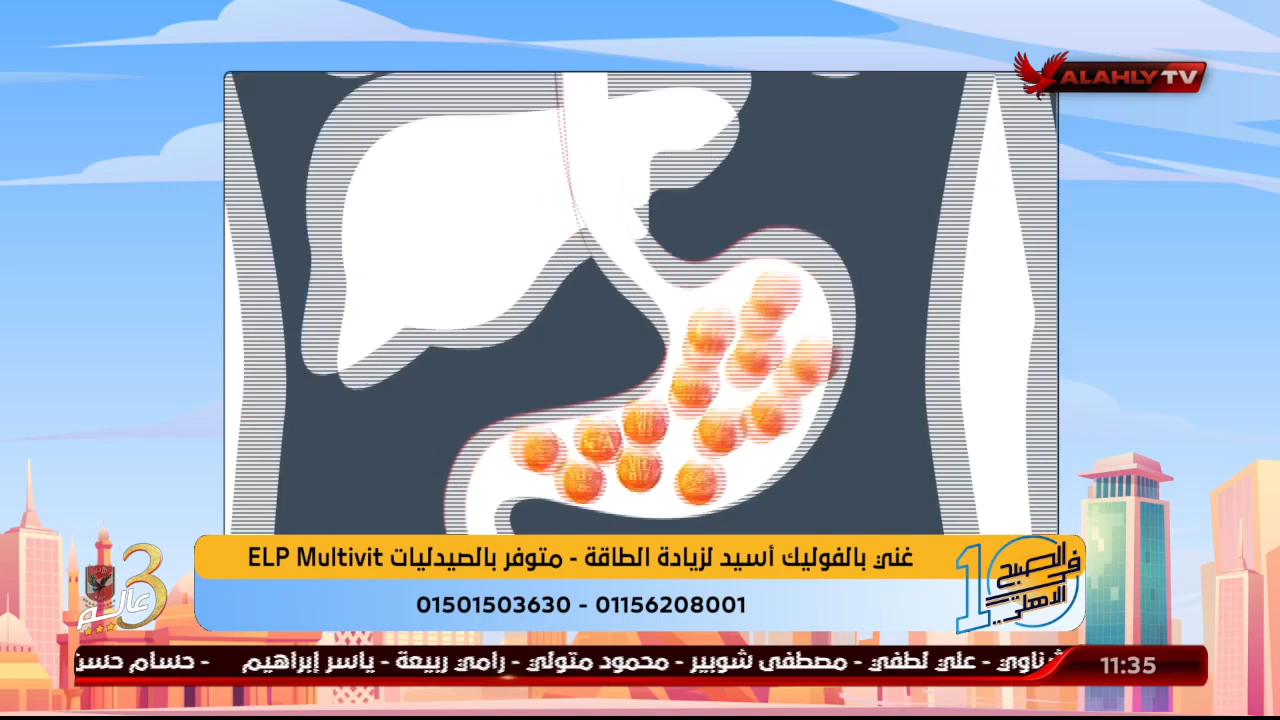 ALAHLY TV
غني بالفوليك أسيد لزيادة الطاقة - متوفر بالصيدليات ELP Multivit
01501503630 - 01156208001
10 الصبح في الأهلي
3 عالم
- علي لطفي - مصطفى شوبير - محمود متولي - رامي ربيعة - ياسر إبراهيم - حسام
11:35